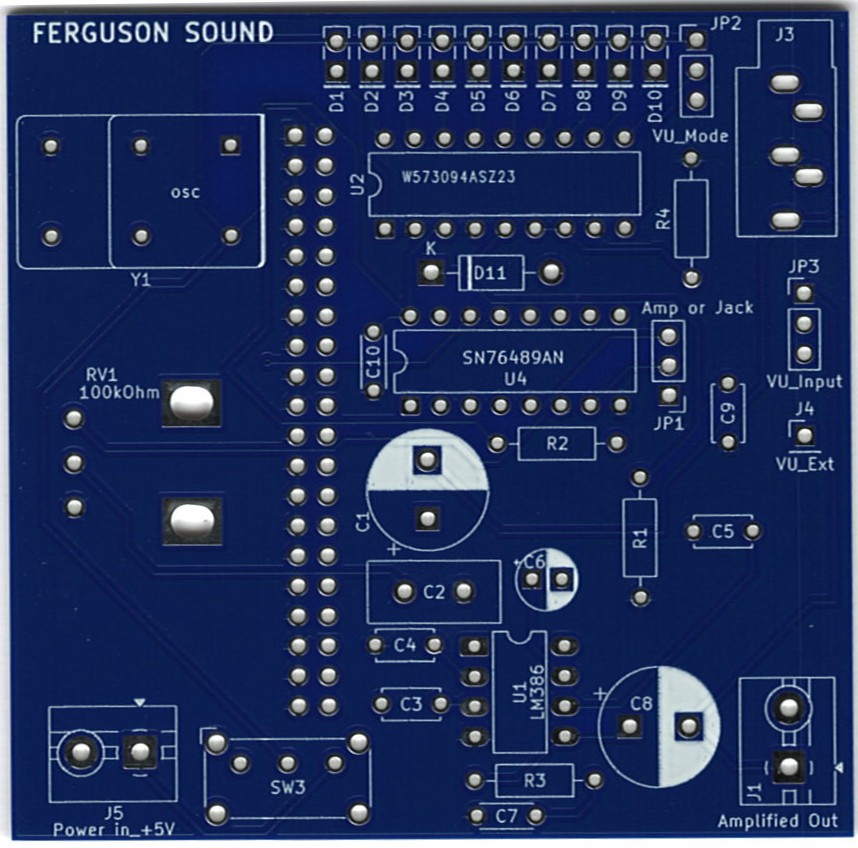 FERGUSON SOUND
JP2
J3
D1
D2
D3
D4
D5
D6
D7
D8
D9
D10
VU_Mode
W573094ASZ23
U2
osc
R4
K
D11
Y1
JP3
Amp or Jack
C10
SN76489AN
U4
RV1
100kOhm
VU_Input
JP1
C9
J4
R2
VU_Ext
C1
+
R1
C5
+C6
C2
C4
U1
LM386
+
C8
C3
SW3
R3
J5
Power in_+5V
C7
J1
Amplified Out